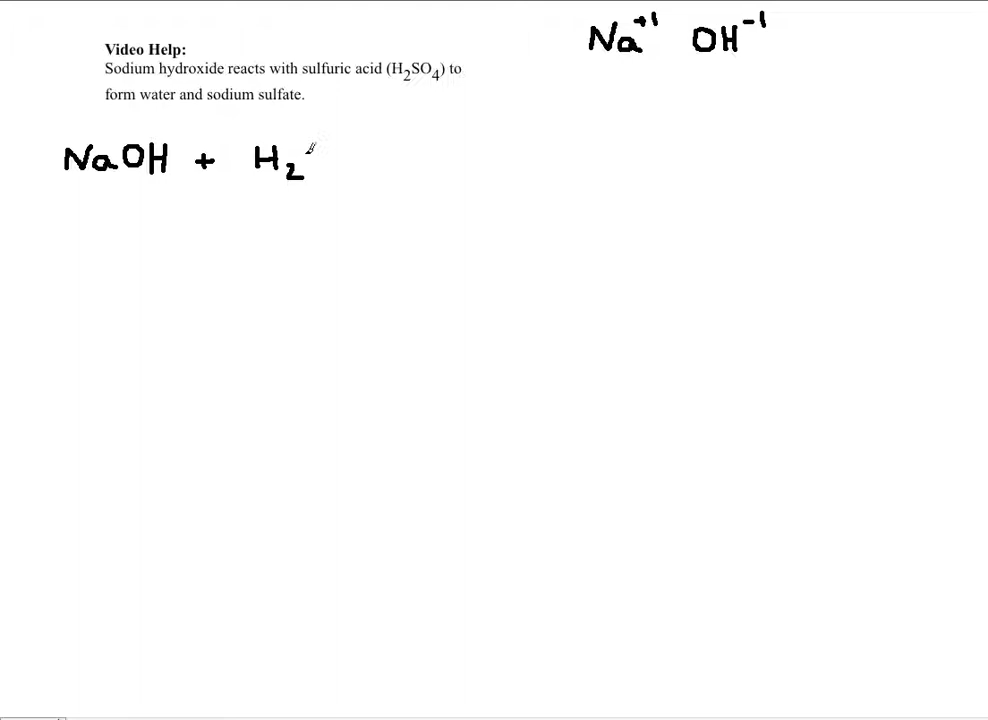 Na⁺¹ OH⁻¹
Video Help:
Sodium hydroxide reacts with sulfuric acid (H₂SO₄) to
form water and sodium sulfate.
NaOH + H₂